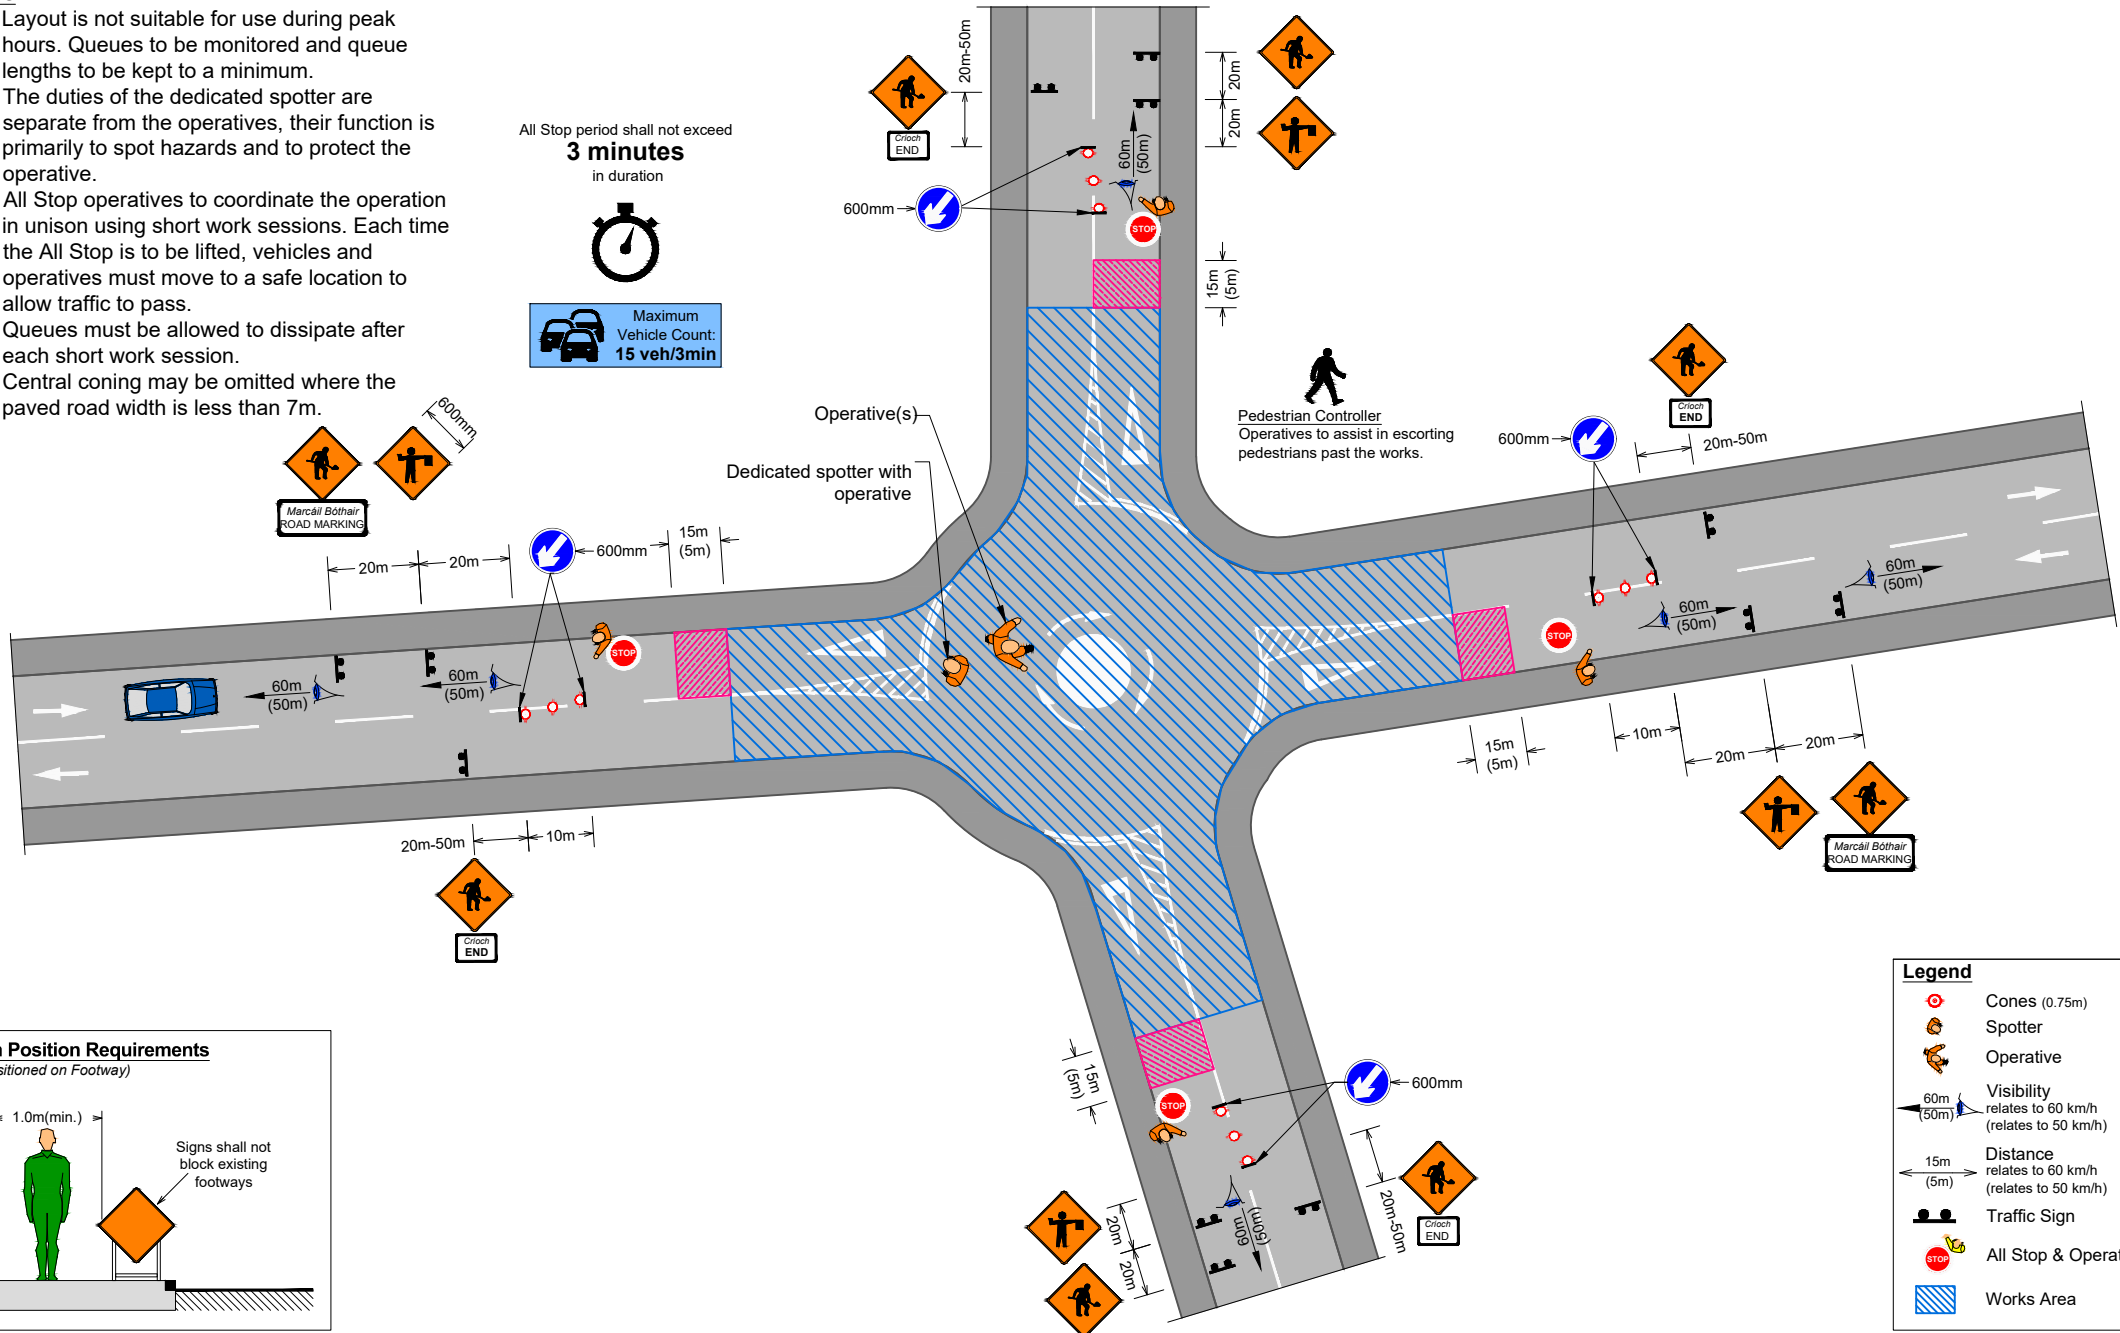 Layout is not suitable for use during peak
hours. Queues to be monitored and queue
lengths to be kept to a minimum.
The duties of the dedicated spotter are
separate from the operatives, their function is
primarily to spot hazards and to protect the
operative.
All Stop operatives to coordinate the operation
in unison using short work sessions. Each time
the All Stop is to be lifted, vehicles and
operatives must move to a safe location to
allow traffic to pass.
Queues must be allowed to dissipate after
each short work session.
Central coning may be omitted where the
paved road width is less than 7m.
All Stop period shall not exceed
3 minutes
in duration
Maximum
Vehicle Count:
15 veh/3min
20m-50m
Críoch
END
600mm
20m
20m
60m
(50m)
STOP
15m
(5m)
Pedestrian Controller
Operatives to assist in escorting
pedestrians past the works.
Operative(s)
Dedicated spotter with
operative
600mm
Marcáil Bóthair
ROAD MARKING
20m
20m
600mm
15m
(5m)
STOP
60m
(50m)
60m
(50m)
20m-50m
10m
Críoch
END
Críoch
END
600mm
20m-50m
60m
(50m)
60m
(50m)
STOP
15m
(5m)
10m
20m
20m
Marcáil Bóthair
ROAD MARKING
15m
(5m)
STOP
600mm
60m
(50m)
20m
20m
20m-50m
Críoch
END
Position Requirements
sitioned on Footway)
1.0m(min.)
Signs shall not
block existing
footways
Legend
Cones (0.75m)
Spotter
Operative
60m
(50m)
Visibility
relates to 60 km/h
(relates to 50 km/h)
15m
(5m)
Distance
relates to 60 km/h
(relates to 50 km/h)
Traffic Sign
STOP
All Stop & Operat
Works Area